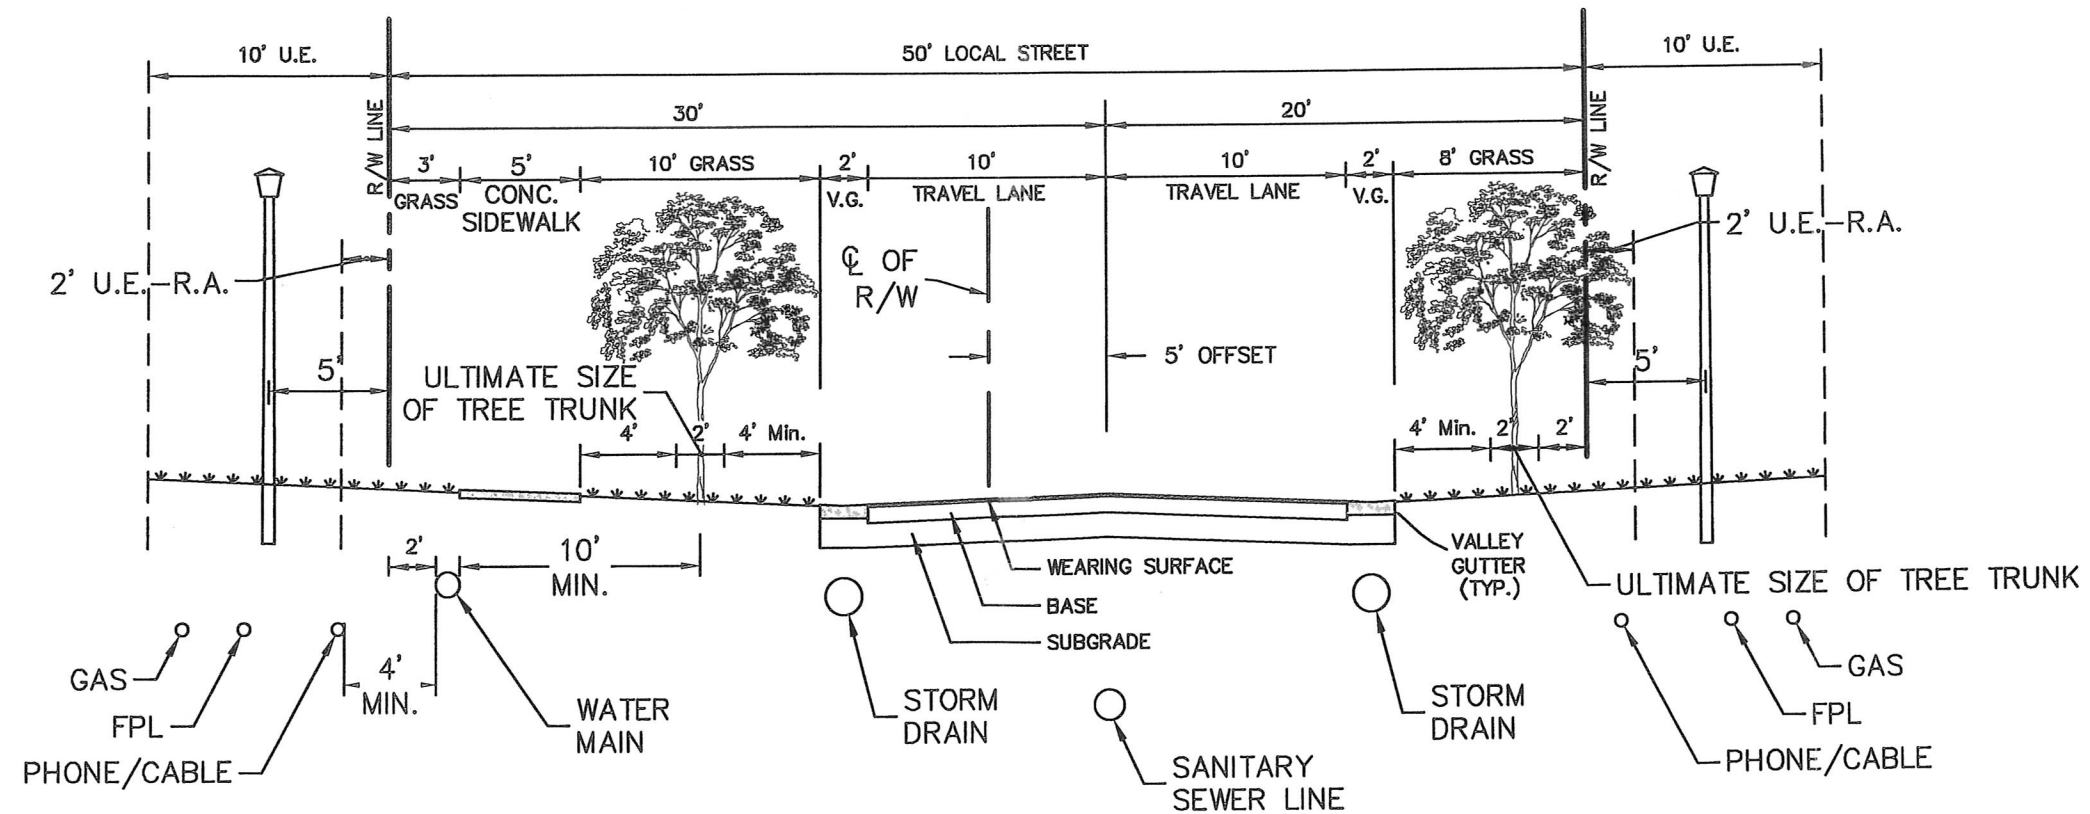 10' U.E.
50' LOCAL STREET
10' U.E.
30'
20'
R/W LINE
R/W LINE
3'
5'
10' GRASS
2'
10'
10'
2'
8' GRASS
GRASS
CONC.
SIDEWALK
V.G.
TRAVEL LANE
TRAVEL LANE
V.G.
2' U.E.-R.A.
℄ OF
R/W
2' U.E.-R.A.
5'
5' OFFSET
5'
ULTIMATE SIZE
OF TREE TRUNK
4'
2'
4' Min.
4' Min.
2'
2'
2'
10'
MIN.
WEARING SURFACE
BASE
SUBGRADE
VALLEY
GUTTER
(TYP.)
ULTIMATE SIZE OF TREE TRUNK
GAS
FPL
PHONE/CABLE
4'
MIN.
WATER
MAIN
STORM
DRAIN
SANITARY
SEWER LINE
STORM
DRAIN
GAS
FPL
PHONE/CABLE